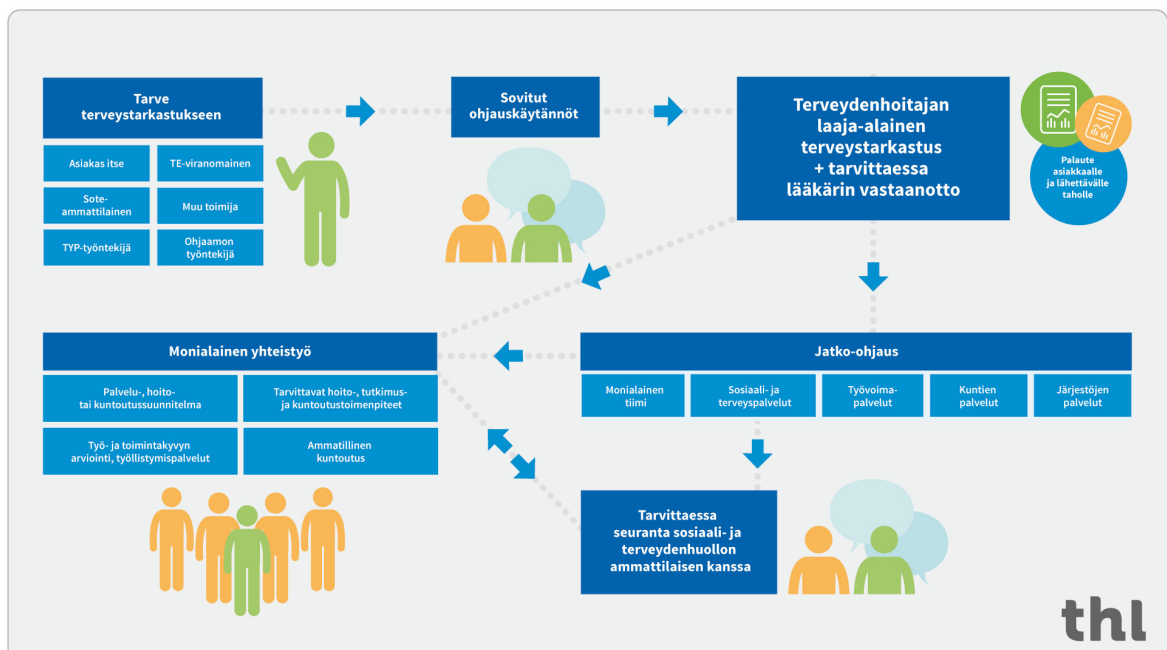 Tarve
terveystarkastukseen
Asiakas itse
TE-viranomainen
Sote-
ammattilainen
Muu toimija
TYP-työntekijä
Ohjaamon
työntekijä
Sovitut
ohjauskäytännöt
Terveydenhoitajan
laaja-alainen
terveystarkastus
+ tarvittaessa
lääkärin vastaanotto
Palaute
asiakkaalle
ja lähettävälle
taholle
Monialainen yhteistyö
Palvelu-, hoito-
tai kuntoutussuunnitelma
Tarvittavat hoito-, tutkimus-
ja kuntoutustoimenpiteet
Työ- ja toimintakyvyn
arviointi, työllistymispalvelut
Ammatillinen
kuntoutus
Jatko-ohjaus
Monialainen
tiimi
Sosiaali- ja
terveyspalvelut
Työvoima-
palvelut
Kuntien
palvelut
Järjestöjen
palvelut
Tarvittaessa
seuranta sosiaali- ja
terveydenhuollon
ammattilaisen kanssa
thl